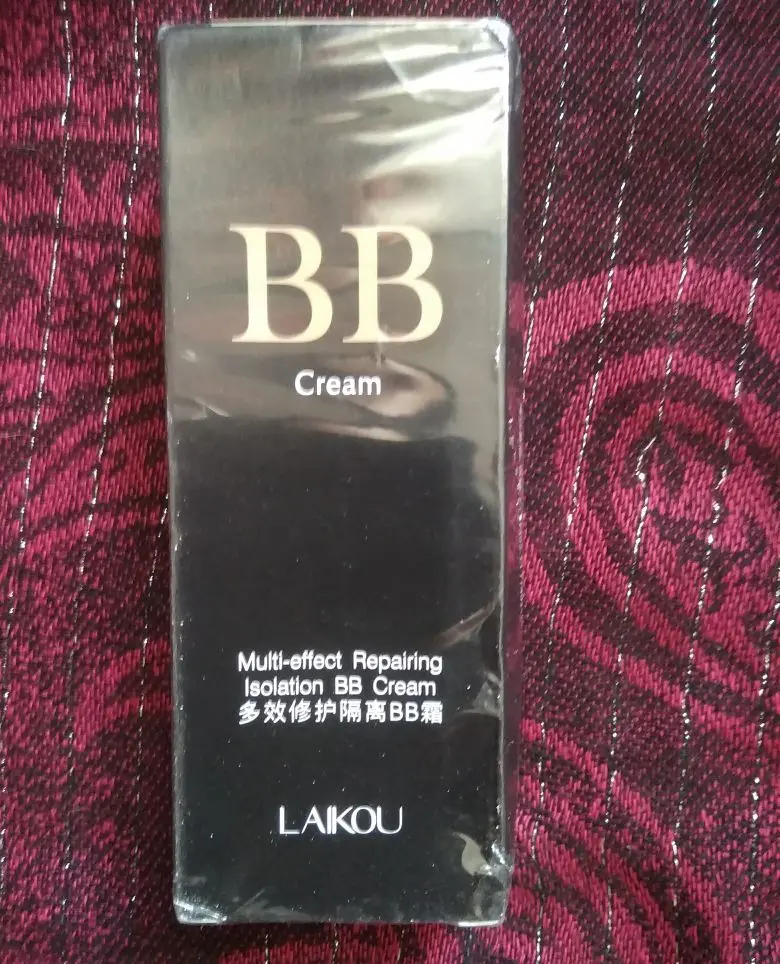 BB
Cream
Multi-effect Repairing
Isolation BB Cream
多效修护隔离BB霜
LAIKOU